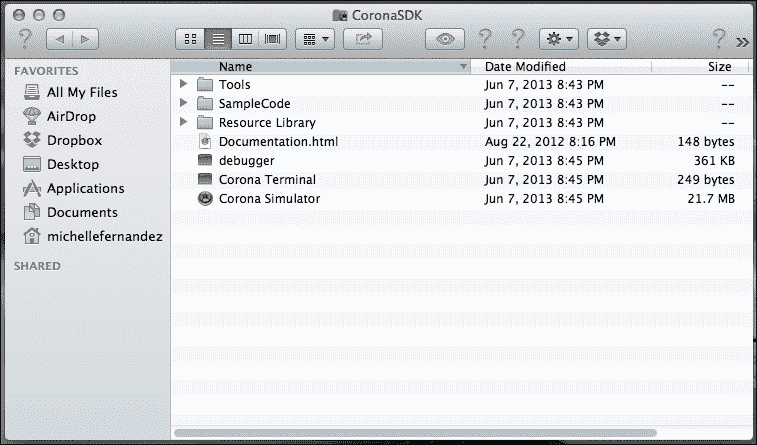 CoronaSDK
FAVORITES
All My Files
AirDrop
Dropbox
Desktop
Applications
Documents
michellefernandez
SHARED
Name Date Modified Size
Tools Jun 7, 2013 8:43 PM --
SampleCode Jun 7, 2013 8:43 PM --
Resource Library Jun 7, 2013 8:43 PM --
Documentation.html Aug 22, 2012 8:16 PM 148 bytes
debugger Jun 7, 2013 8:45 PM 361 KB
Corona Terminal Jun 7, 2013 8:45 PM 249 bytes
Corona Simulator Jun 7, 2013 8:45 PM 21.7 MB